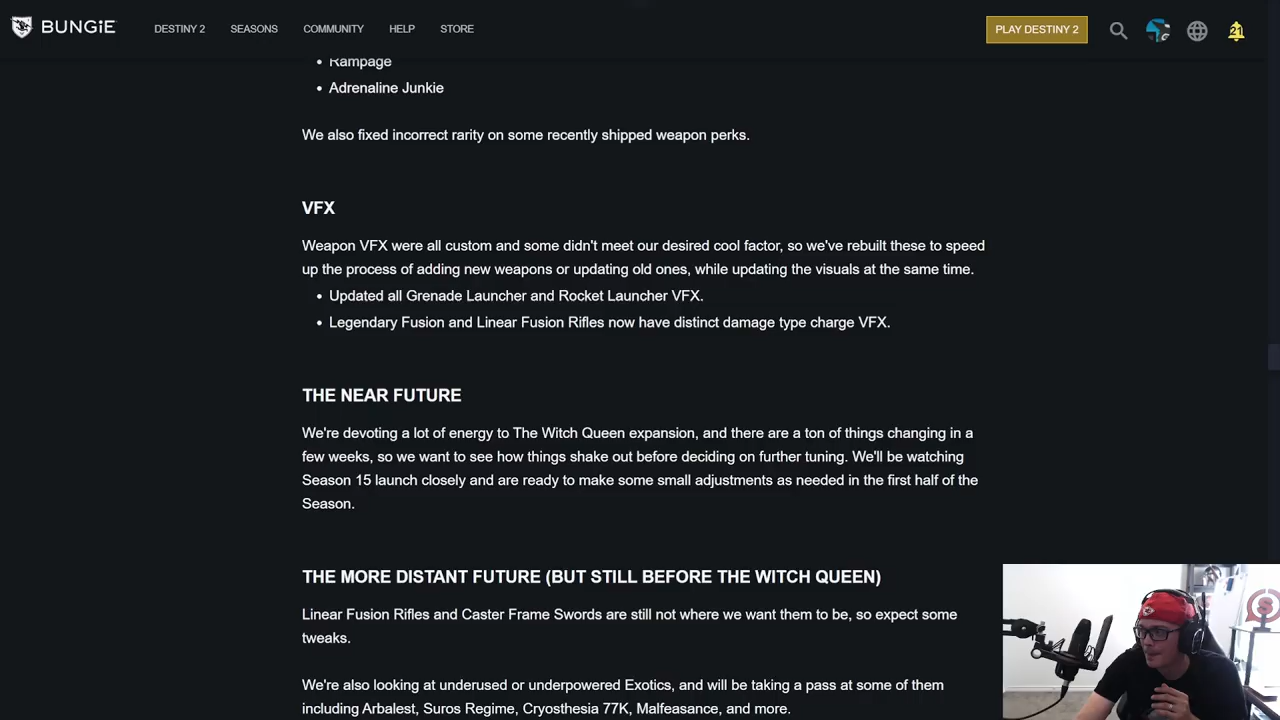 BUNGiE
DESTINY 2
SEASONS
COMMUNITY
HELP
STORE
PLAY DESTINY 2
21
Rampage
Adrenaline Junkie
We also fixed incorrect rarity on some recently shipped weapon perks.
VFX
Weapon VFX were all custom and some didn't meet our desired cool factor, so we've rebuilt these to speed
up the process of adding new weapons or updating old ones, while updating the visuals at the same time.
Updated all Grenade Launcher and Rocket Launcher VFX.
Legendary Fusion and Linear Fusion Rifles now have distinct damage type charge VFX.
THE NEAR FUTURE
We're devoting a lot of energy to The Witch Queen expansion, and there are a ton of things changing in a
few weeks, so we want to see how things shake out before deciding on further tuning. We'll be watching
Season 15 launch closely and are ready to make some small adjustments as needed in the first half of the
Season.
THE MORE DISTANT FUTURE (BUT STILL BEFORE THE WITCH QUEEN)
Linear Fusion Rifles and Caster Frame Swords are still not where we want them to be, so expect some
tweaks.
We're also looking at underused or underpowered Exotics, and will be taking a pass at some of them
including Arbalest, Suros Regime, Cryosthesia 77K, Malfeasance, and more.